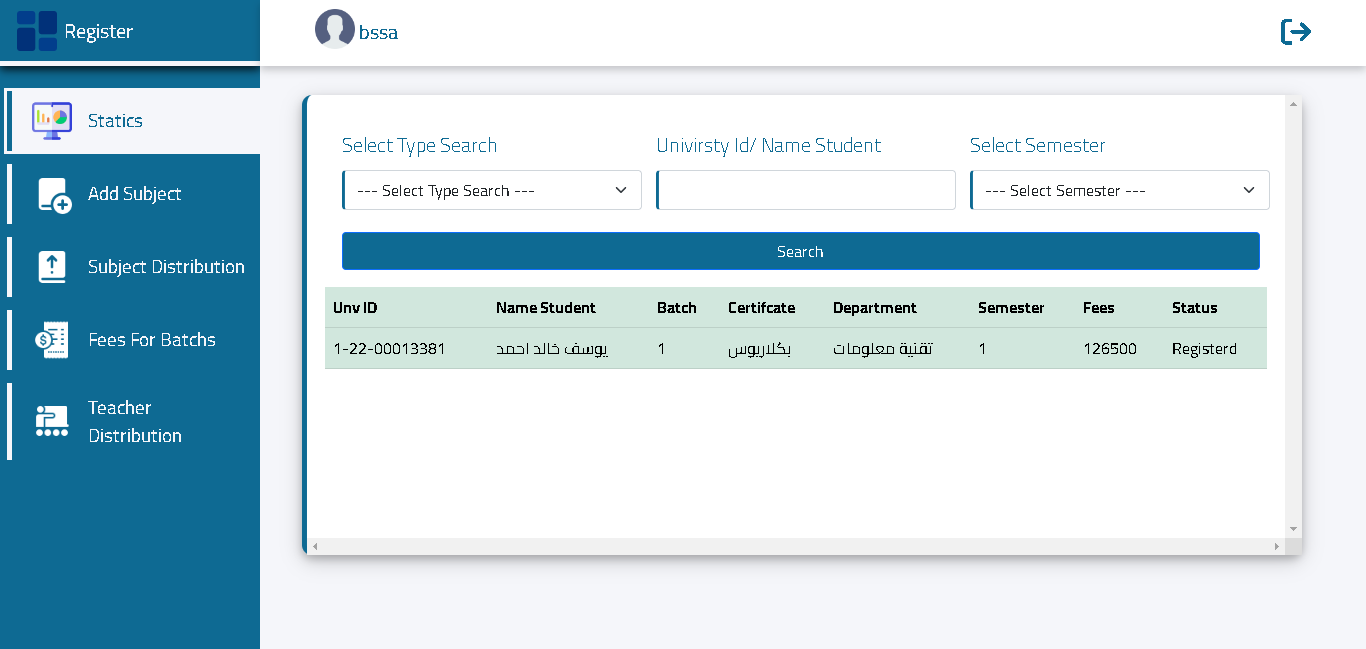 Register
bssa
Statics
Add Subject
Subject Distribution
Fees For Batchs
Teacher
Distribution
Select Type Search Univirsty Id/ Name Student Select Semester
--- Select Type Search --- --- Select Semester ---
Search
Unv ID Name Student Batch Certifcate Department Semester Fees Status
1-22-00013381 يوسف خالد احمد 1 بكلاريوس تقنية معلومات 1 126500 Registerd